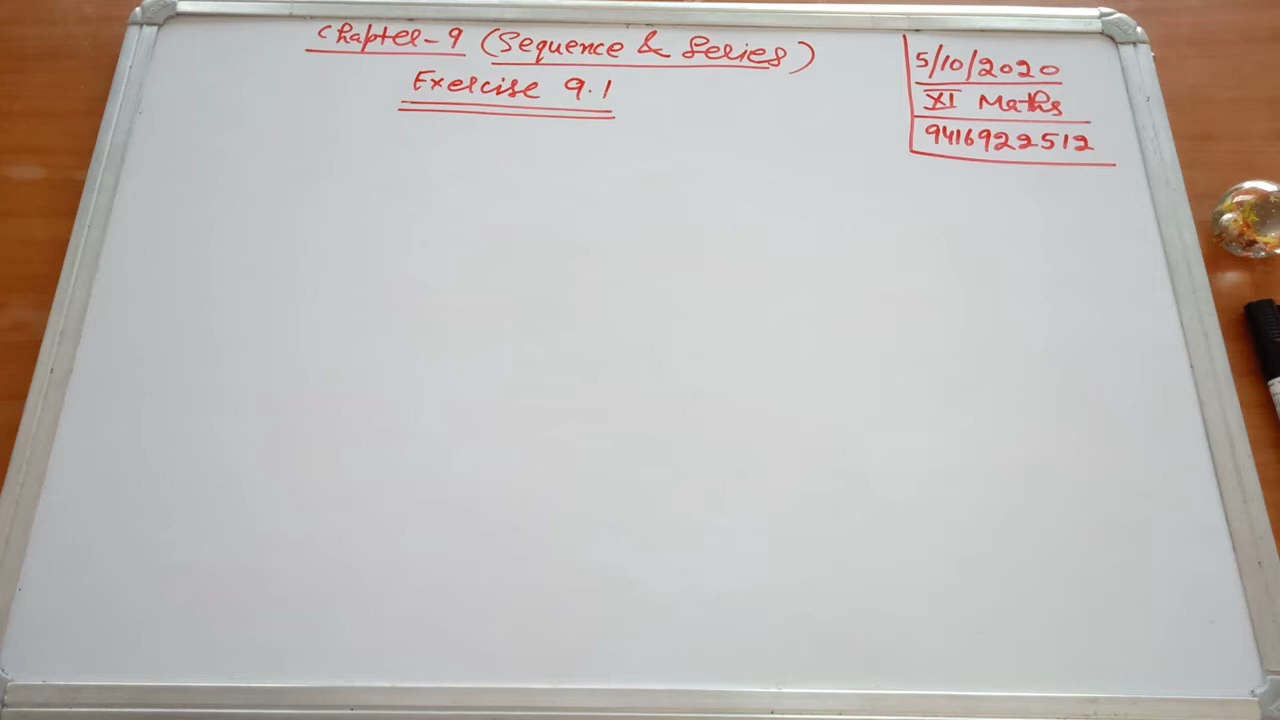 Chapter-9 (Sequence & Series)
Exercise 9.1
5/10/2020
XI Maths
9416922512